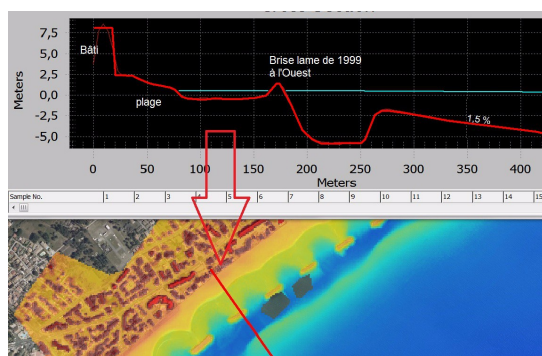 7,5
5,0
2,5
0,0
-2,5
-5,0
Meters
Bâti
plage
Brise lame de 1999
à l'Ouest
1,5 %
0 50 100 150 200 250 300 350 400
Meters
Sample No. 1 2 3 4 5 6 7 8 9 10 11 12 13 14 15